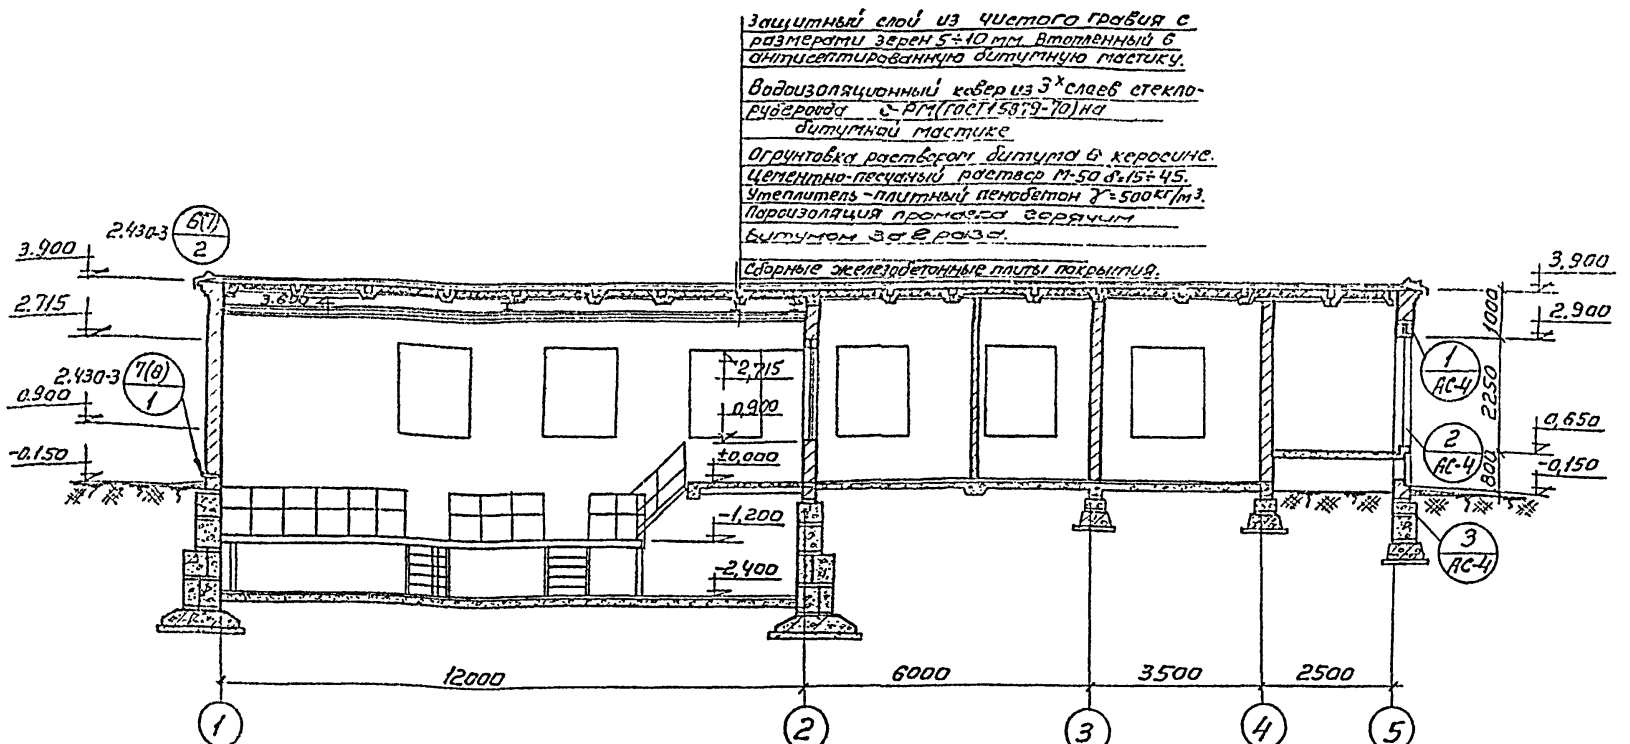 Защитный слой из чистого гравия с
размерами зерен 5÷10 мм. втопленный в
антисептированную битумную мастику.
Водоизоляционный ковер из 3х слаев стекло-
рубероида С-РМ (ГОСТ 15879-70) на
битумной мастике
Огрунтовка раствором битума в керосине.
Цементно-песчаный раствор М-50 δ=15÷45.
Утеплитель-плитный пенобетон γ=500 кг/м³.
Пароизоляция промазка горячим
битумом за 2 раза.
Сборные железобетонные плиты покрытия.
2.430-3 6(7)
2
3.900
3,900
2.715
3.600
2.900
1000
1
АС-4
2,715
2.430-3 7(8)
1
0.900
0,900
2250
0,650
2
АС-4
-0.150
±0,000
-0,150
800
-1,200
3
АС-4
-2,400
12000
6000
3500
2500
1
2
3
4
5